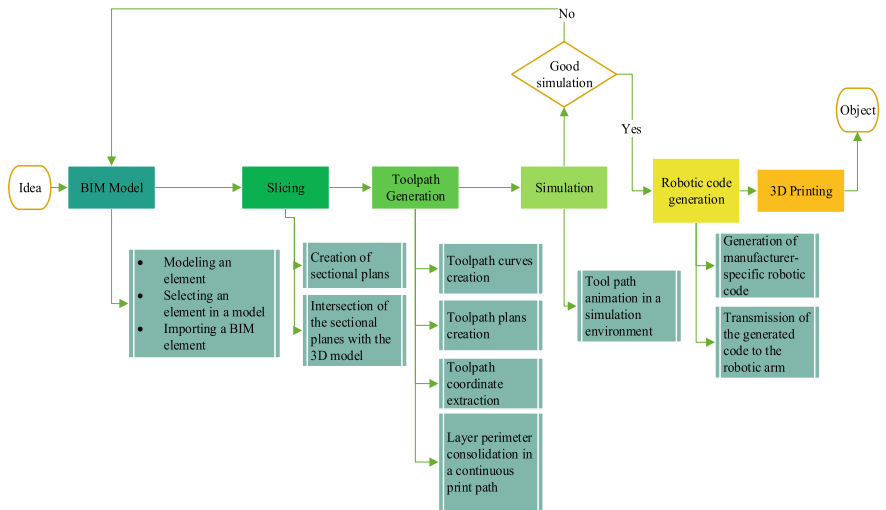 No
Good
simulation
Yes
Object
Idea
BIM Model
Slicing
Toolpath
Generation
Simulation
Robotic code
generation
3D Printing
• Modeling an
element
• Selecting an
element in a model
• Importing a BIM
element
Creation of
sectional plans
Intersection of
the sectional
planes with the
3D model
Toolpath curves
creation
Toolpath plans
creation
Toolpath
coordinate
extraction
Layer perimeter
consolidation in
a continuous
print path
Tool path
animation in a
simulation
environment
Generation of
manufacturer-
specific robotic
code
Transmission of
the generated
code to the
robotic arm